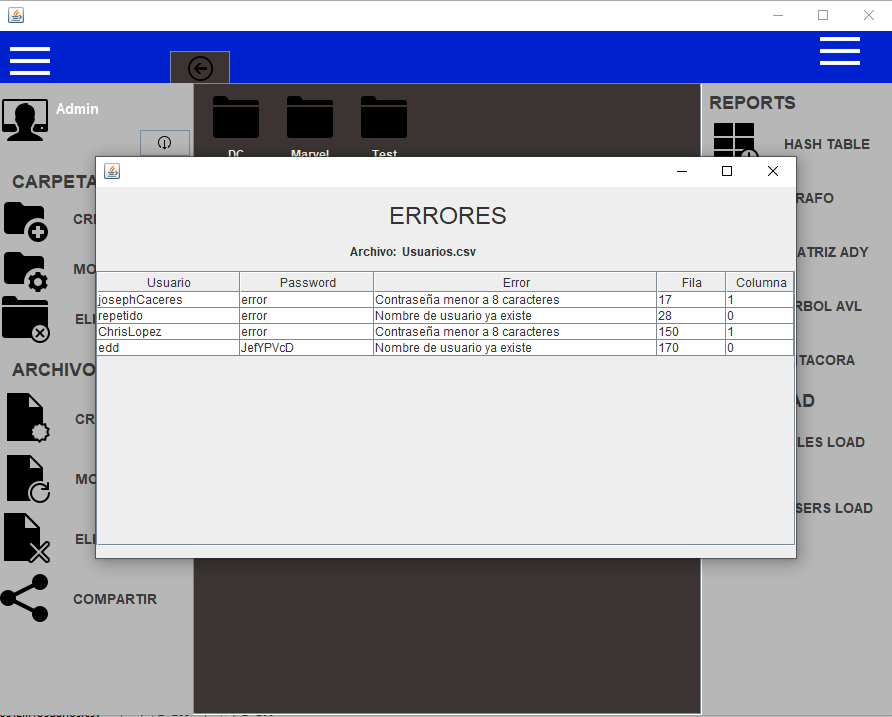 Admin
DC Marvel Test
REPORTS
HASH TABLE
CARPETA
ARCHIVO
COMPARTIR
RAFO
ATRIZ ADY
RBOL AVL
TACORA
AD
LES LOAD
SERS LOAD
CRE
MO
ELI
CR
MO
ELI
ERRORES
Archivo: Usuarios.csv
Usuario Password Error Fila Columna
josephCaceres error Contraseña menor a 8 caracteres 17 1
repetido error Nombre de usuario ya existe 28 0
ChrisLopez error Contraseña menor a 8 caracteres 150 1
edd JefYPVcD Nombre de usuario ya existe 170 0